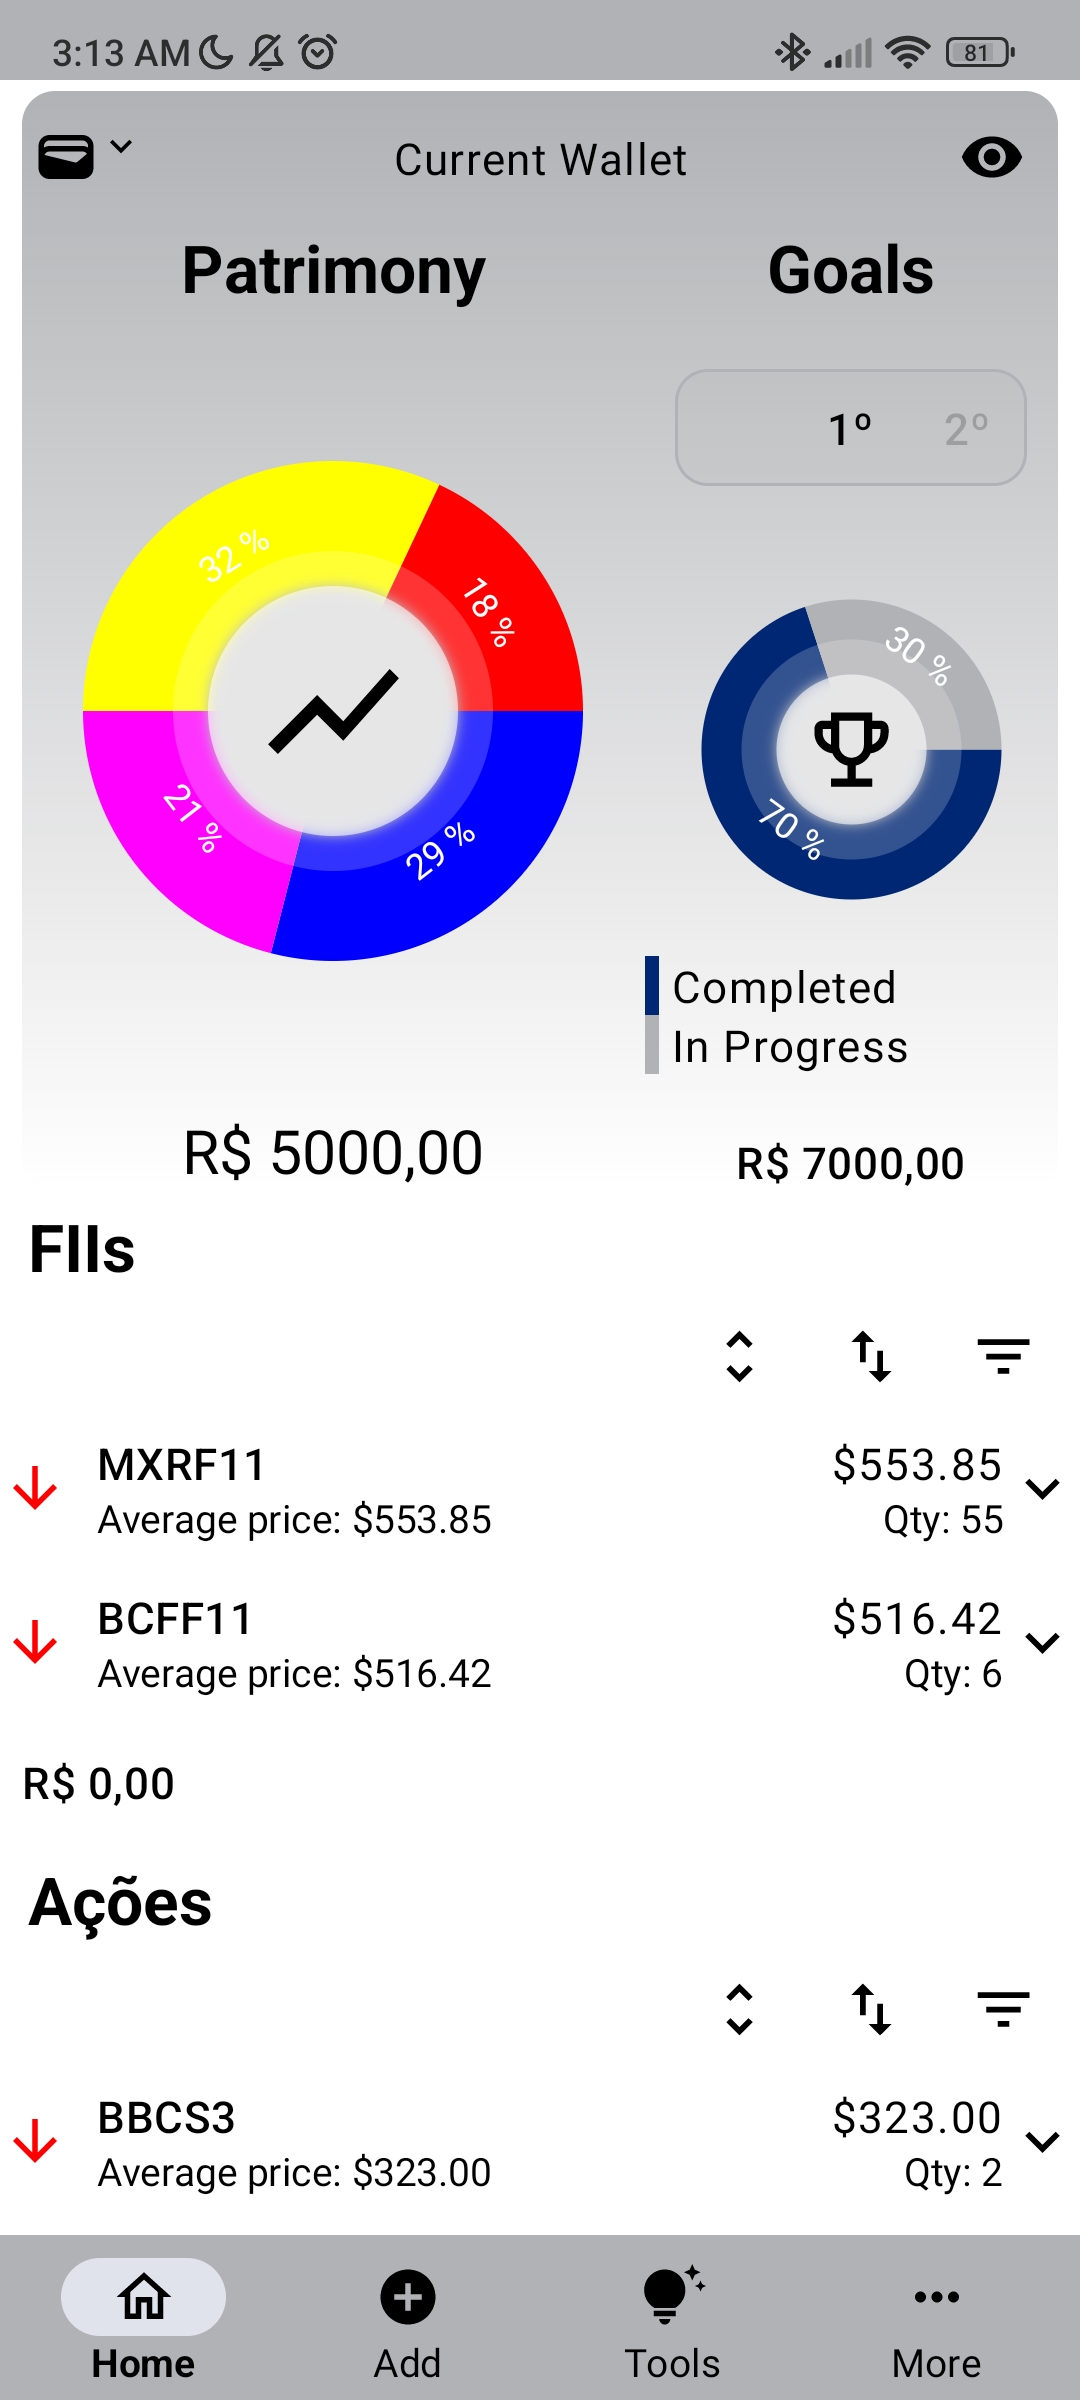 3:13 AM
81
Current Wallet
Patrimony
Goals
1º 2º
32 %
18 %
21 %
29 %
30 %
70 %
Completed
In Progress
R$ 5000,00
R$ 7000,00
FIIs
MXRF11
$553.85
Average price: $553.85
Qty: 55
BCFF11
$516.42
Average price: $516.42
Qty: 6
R$ 0,00
Ações
BBCS3
$323.00
Average price: $323.00
Qty: 2
Home
Add
Tools
More